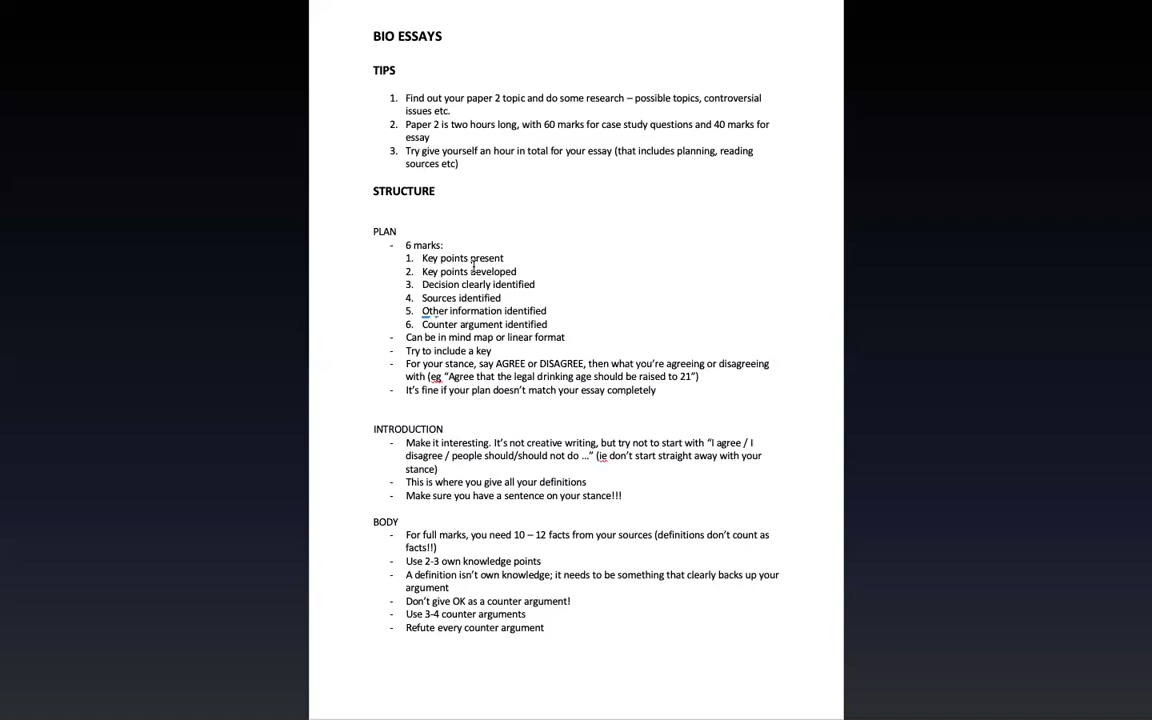 BIO ESSAYS
TIPS
1. Find out your paper 2 topic and do some research – possible topics, controversial
issues etc.
2. Paper 2 is two hours long, with 60 marks for case study questions and 40 marks for
essay
3. Try give yourself an hour in total for your essay (that includes planning, reading
sources etc)
STRUCTURE
PLAN
- 6 marks:
1. Key points present
2. Key points developed
3. Decision clearly identified
4. Sources identified
5. Other information identified
6. Counter argument identified
- Can be in mind map or linear format
- Try to include a key
- For your stance, say AGREE or DISAGREE, then what you're agreeing or disagreeing
with (eg "Agree that the legal drinking age should be raised to 21")
- It's fine if your plan doesn't match your essay completely
INTRODUCTION
- Make it interesting. It's not creative writing, but try not to start with "I agree / I
disagree / people should/should not do ..." (ie don't start straight away with your
stance)
- This is where you give all your definitions
- Make sure you have a sentence on your stance!!!
BODY
- For full marks, you need 10 – 12 facts from your sources (definitions don't count as
facts!!)
- Use 2-3 own knowledge points
- A definition isn't own knowledge; it needs to be something that clearly backs up your
argument
- Don't give OK as a counter argument!
- Use 3-4 counter arguments
- Refute every counter argument